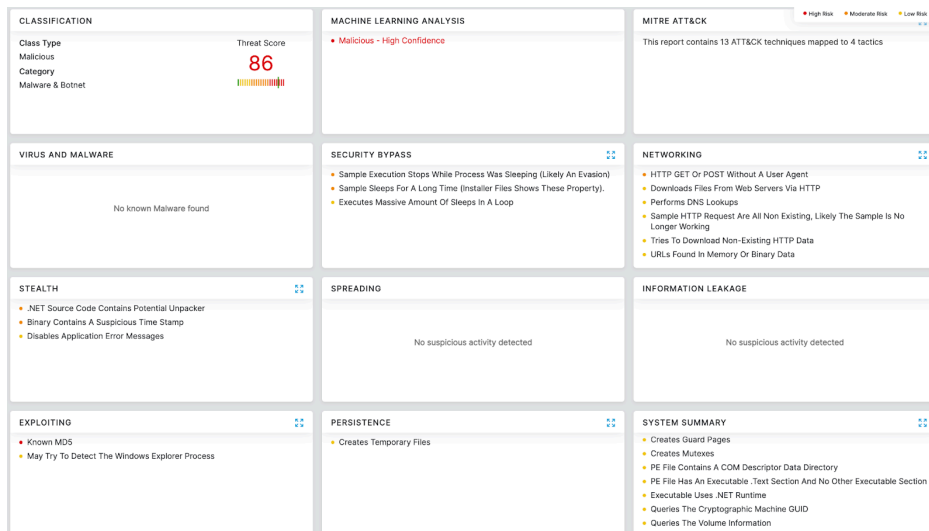 High Risk Moderate Risk Low Risk
CLASSIFICATION
Class Type
Malicious
Category
Malware & Botnet
Threat Score
86
MACHINE LEARNING ANALYSIS
Malicious - High Confidence
MITRE ATT&CK
This report contains 13 ATT&CK techniques mapped to 4 tactics
VIRUS AND MALWARE
No known Malware found
SECURITY BYPASS
Sample Execution Stops While Process Was Sleeping (Likely An Evasion)
Sample Sleeps For A Long Time (Installer Files Shows These Property).
Executes Massive Amount Of Sleeps In A Loop
NETWORKING
HTTP GET Or POST Without A User Agent
Downloads Files From Web Servers Via HTTP
Performs DNS Lookups
Sample HTTP Request Are All Non Existing, Likely The Sample Is No
Longer Working
Tries To Download Non-Existing HTTP Data
URLs Found In Memory Or Binary Data
STEALTH
.NET Source Code Contains Potential Unpacker
Binary Contains A Suspicious Time Stamp
Disables Application Error Messages
SPREADING
No suspicious activity detected
INFORMATION LEAKAGE
No suspicious activity detected
EXPLOITING
Known MD5
May Try To Detect The Windows Explorer Process
PERSISTENCE
Creates Temporary Files
SYSTEM SUMMARY
Creates Guard Pages
Creates Mutexes
PE File Contains A COM Descriptor Data Directory
PE File Has An Executable .Text Section And No Other Executable Section
Executable Uses .NET Runtime
Queries The Cryptographic Machine GUID
Queries The Volume Information